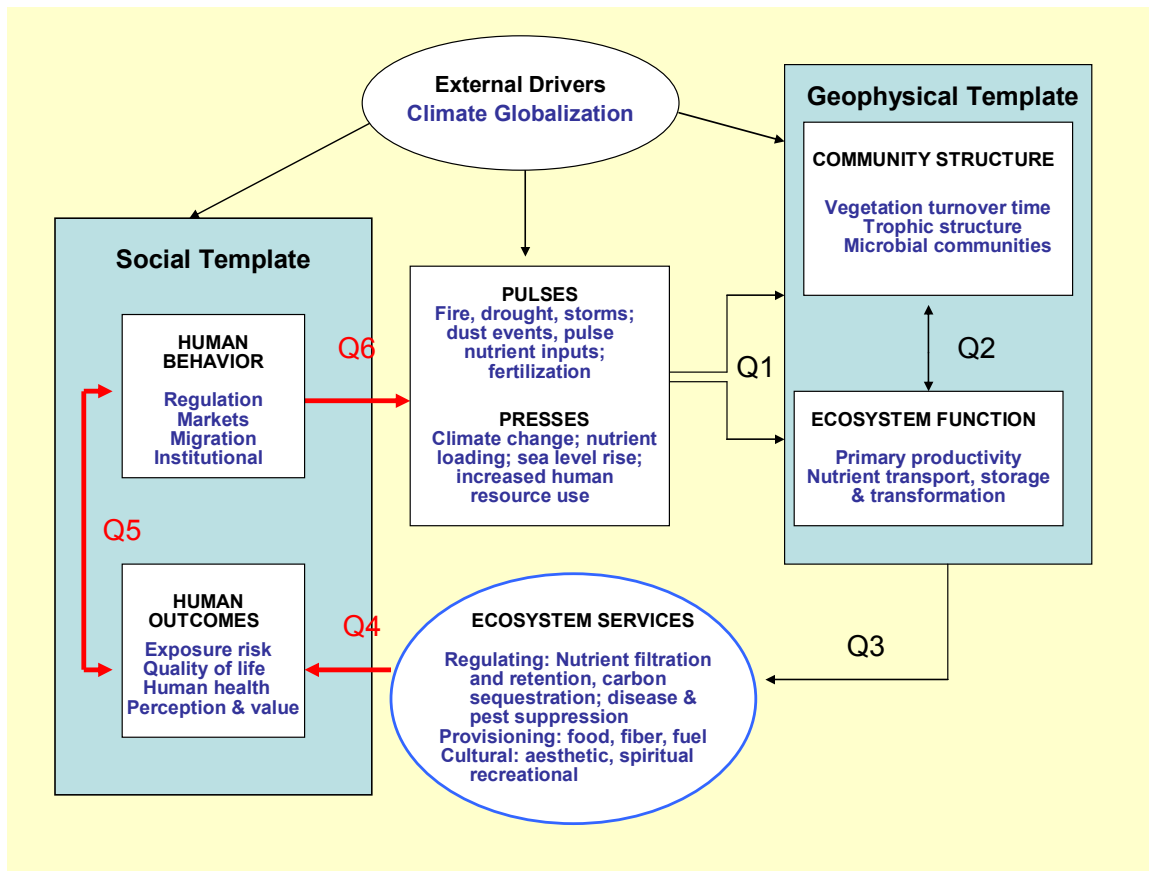 External Drivers
Climate Globalization
Geophysical Template
COMMUNITY STRUCTURE
Vegetation turnover time
Trophic structure
Microbial communities
Social Template
HUMAN
BEHAVIOR
Regulation
Markets
Migration
Institutional
Q6
PULSES
Fire, drought, storms;
dust events, pulse
nutrient inputs;
fertilization
PRESSES
Climate change; nutrient
loading; sea level rise;
increased human
resource use
Q1
Q2
ECOSYSTEM FUNCTION
Primary productivity
Nutrient transport, storage
& transformation
Q5
HUMAN
OUTCOMES
Exposure risk
Quality of life
Human health
Perception & value
Q4
ECOSYSTEM SERVICES
Regulating: Nutrient filtration
and retention, carbon
sequestration; disease &
pest suppression
Provisioning: food, fiber, fuel
Cultural: aesthetic, spiritual
recreational
Q3